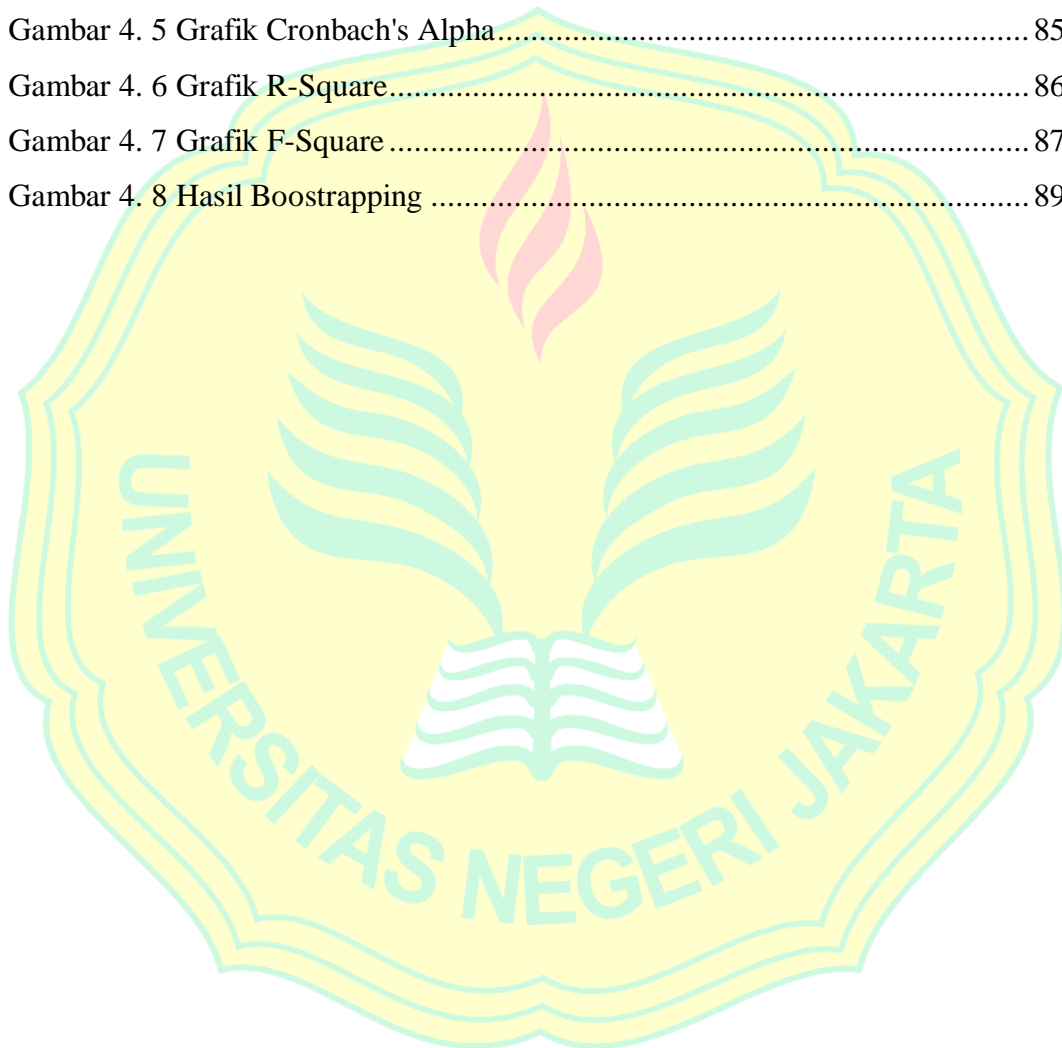 Gambar 4. 5 Grafik Cronbach's Alpha........................................................................ 85
Gambar 4. 6 Grafik R-Square..................................................................................... 86
Gambar 4. 7 Grafik F-Square ..................................................................................... 87
Gambar 4. 8 Hasil Boostrapping ................................................................................ 89
UNIVERSITAS NEGERI JAKARTA